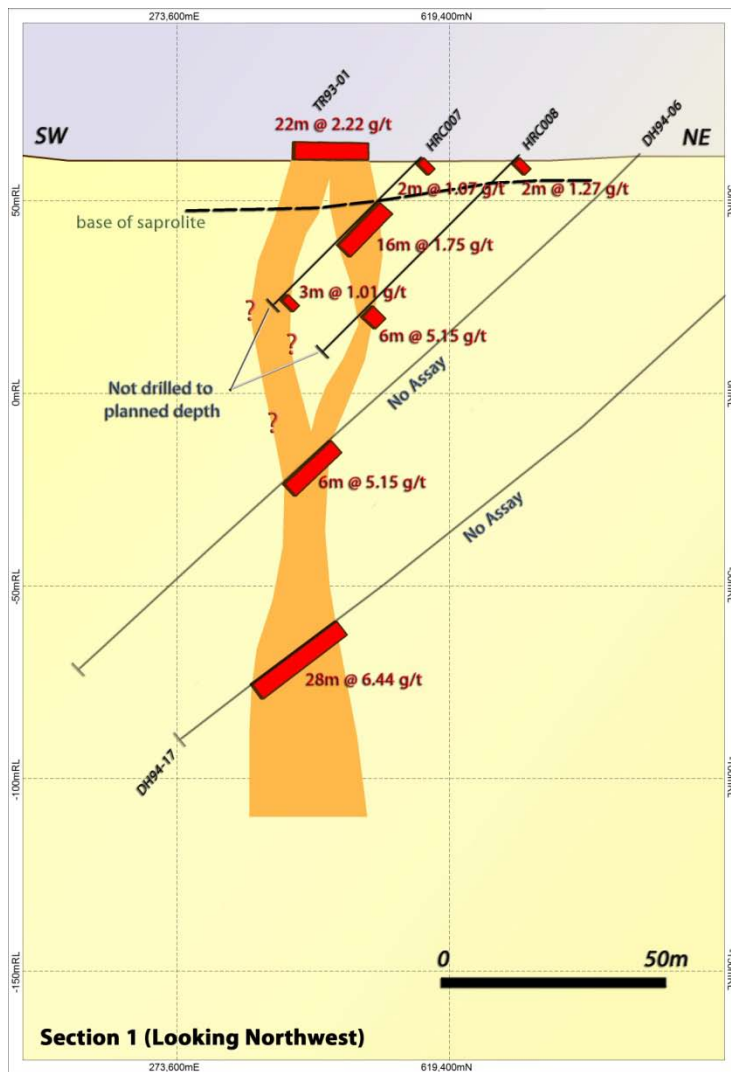 273,600mE
619,400mN
TR93-01
HRC007
HRC008
DH94-06
22m @ 2.22 g/t
SW
NE
2m @ 1.07 g/t
2m @ 1.27 g/t
50mRL
base of saprolite
16m @ 1.75 g/t
3m @ 1.01 g/t
?
6m @ 5.15 g/t
?
Not drilled to
planned depth
0mRL
No Assay
?
6m @ 5.15 g/t
No Assay
-50mRL
28m @ 6.44 g/t
DH94-17
-100mRL
-150mRL
0
50m
Section 1 (Looking Northwest)
273,600mE
619,400mN